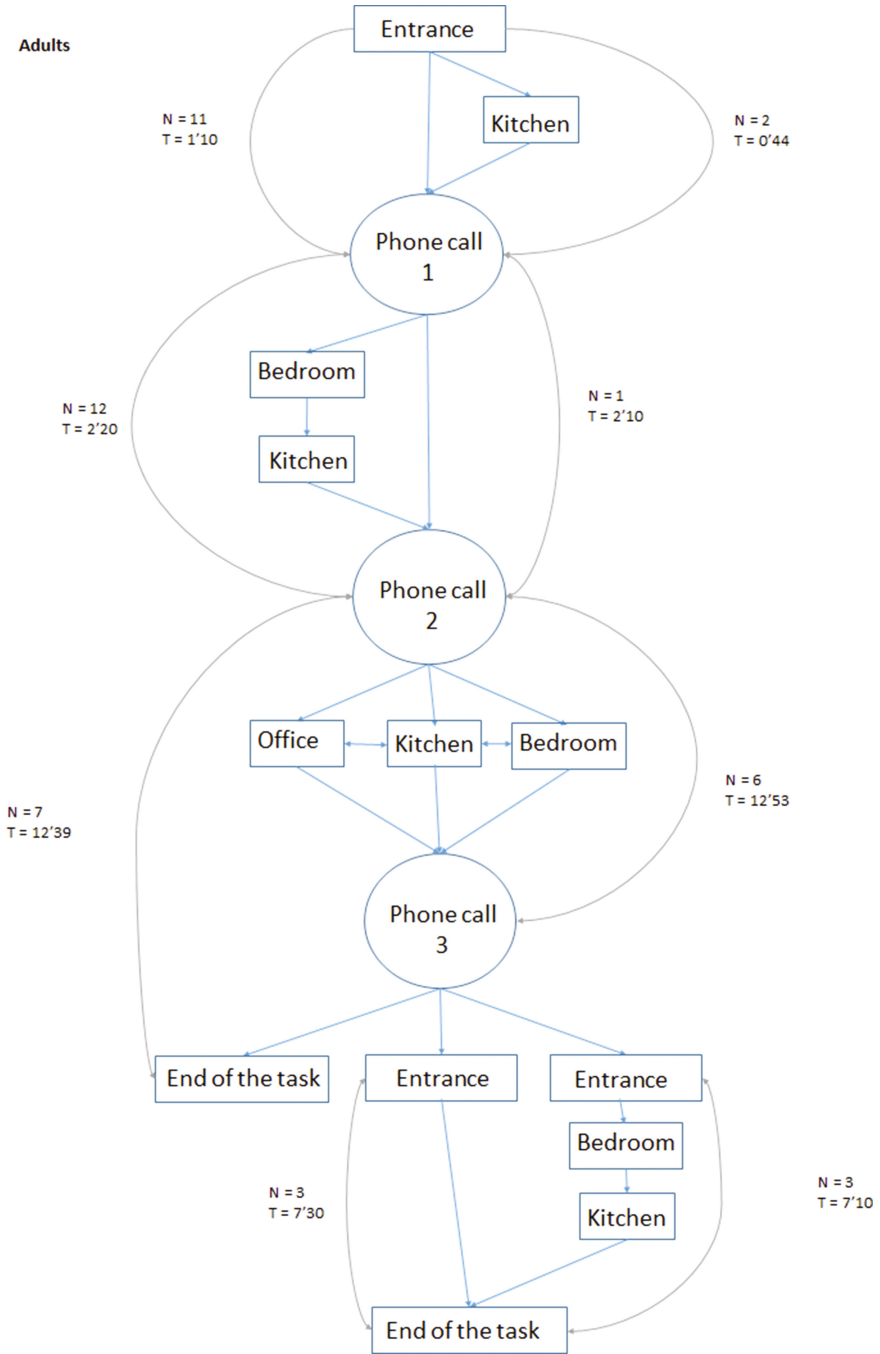 Adults
Entrance
N = 11
T = 1’10
Kitchen
N = 2
T = 0’44
Phone call
1
Bedroom
Kitchen
N = 12
T = 2’20
N = 1
T = 2’10
Phone call
2
Office
Kitchen
Bedroom
N = 7
T = 12’39
N = 6
T = 12’53
Phone call
3
End of the task
Entrance
Entrance
Bedroom
Kitchen
N = 3
T = 7’30
N = 3
T = 7’10
End of the task